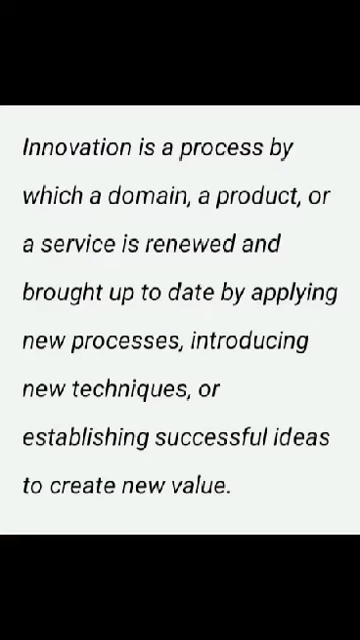 Innovation is a process by
which a domain, a product, or
a service is renewed and
brought up to date by applying
new processes, introducing
new techniques, or
establishing successful ideas
to create new value.